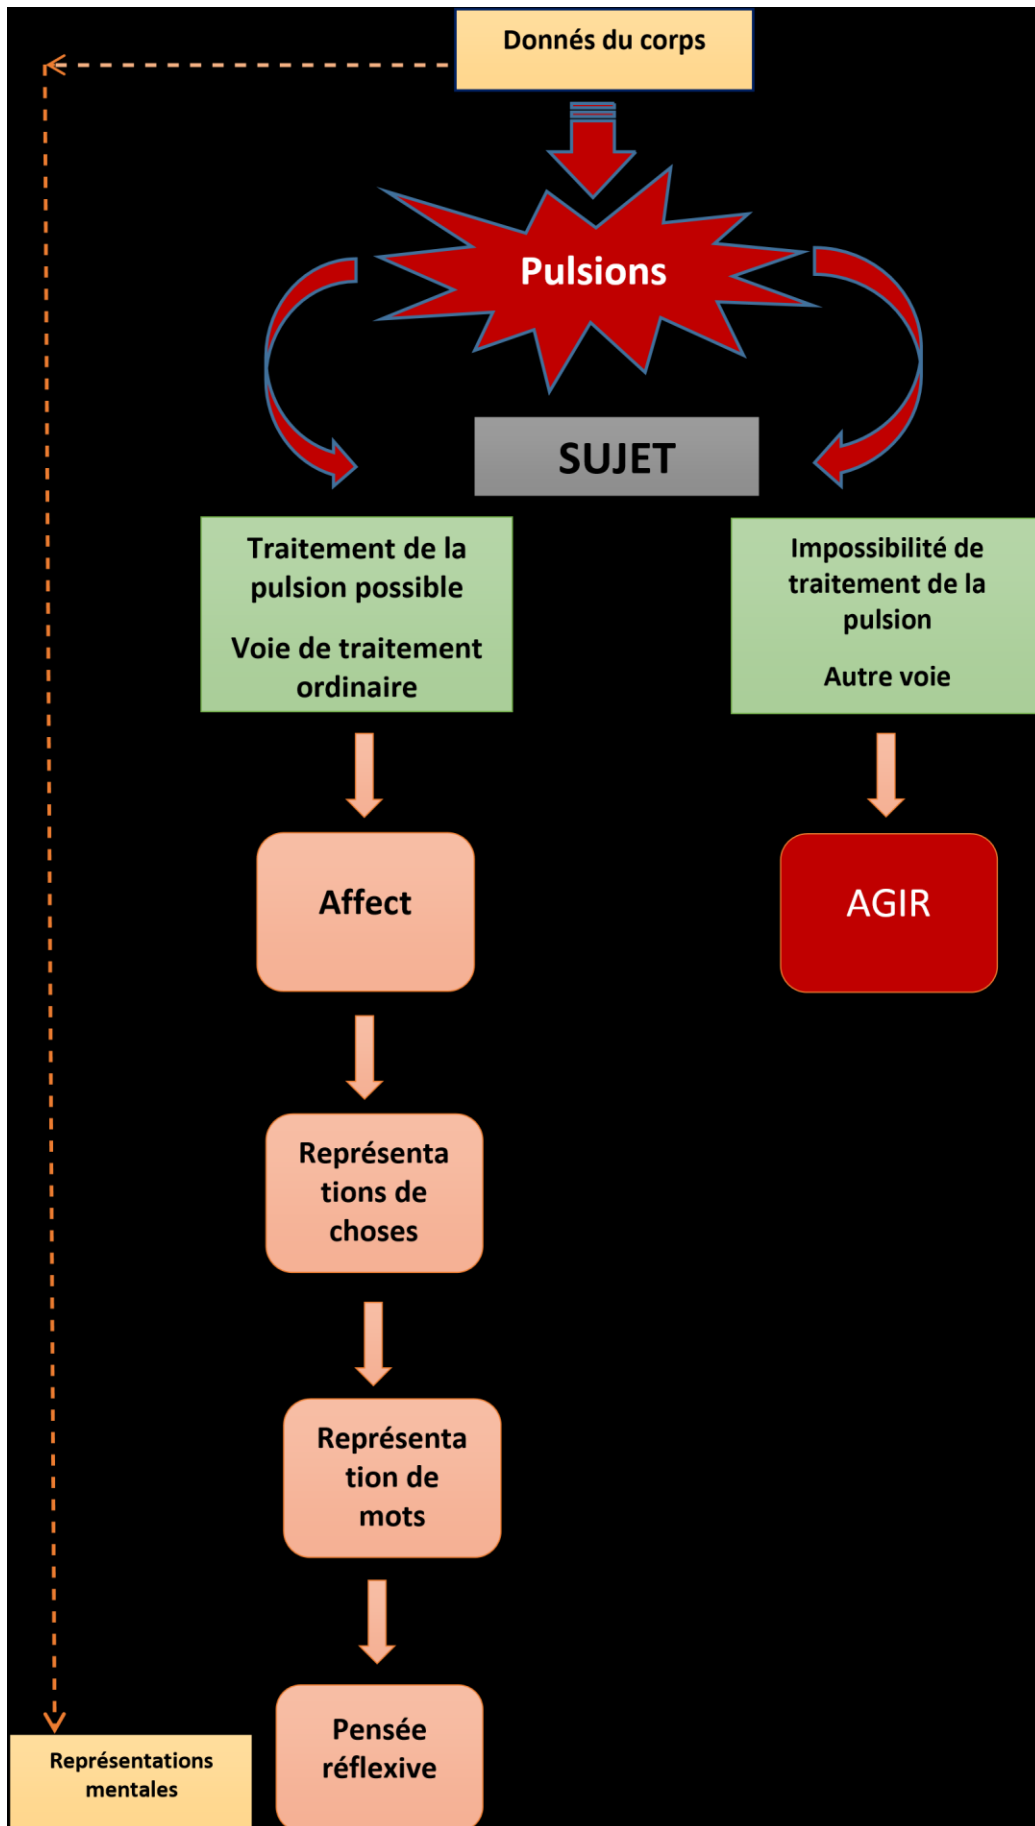 Donnés du corps
Pulsions
SUJET
Traitement de la
pulsion possible
Voie de traitement
ordinaire
Impossibilité de
traitement de la
pulsion
Autre voie
Affect
AGIR
Représenta
tions de
choses
Représenta
tion de
mots
Pensée
réflexive
Représentations
mentales